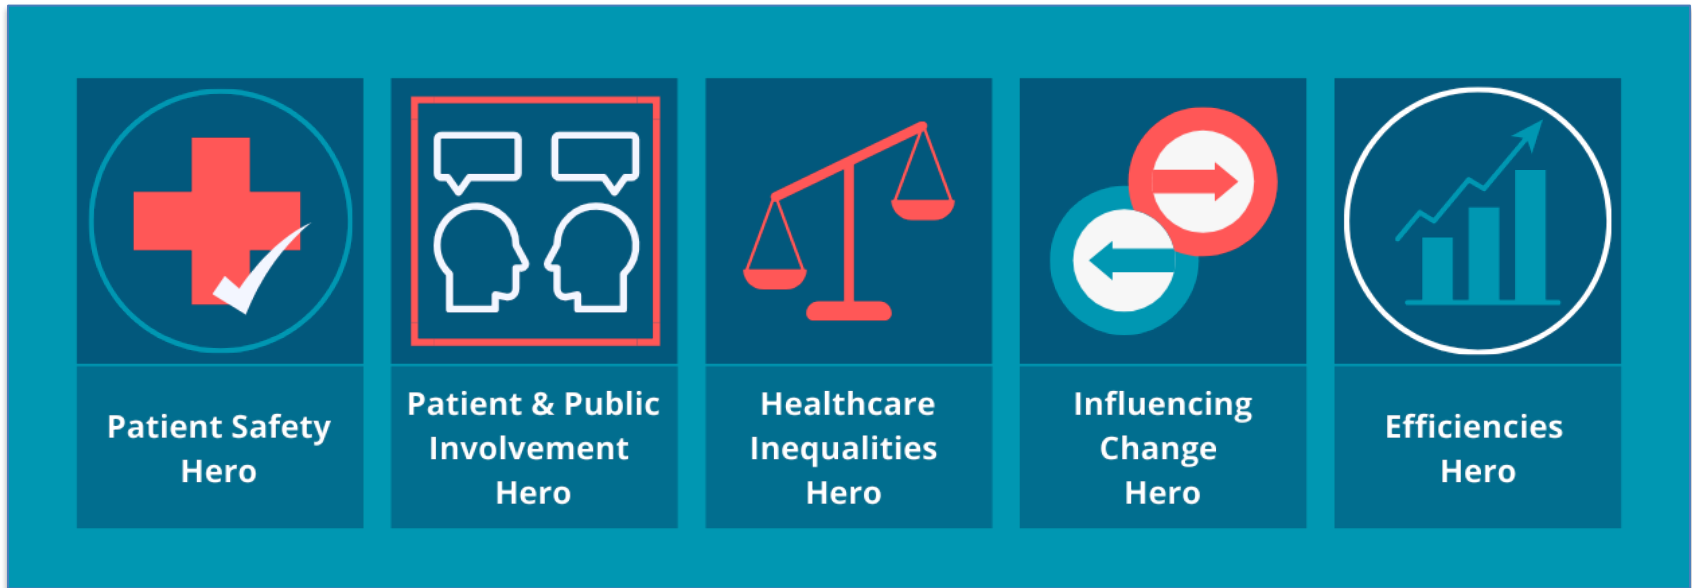 Patient Safety
Hero
Patient & Public
Involvement
Hero
Healthcare
Inequalities
Hero
Influencing
Change
Hero
Efficiencies
Hero